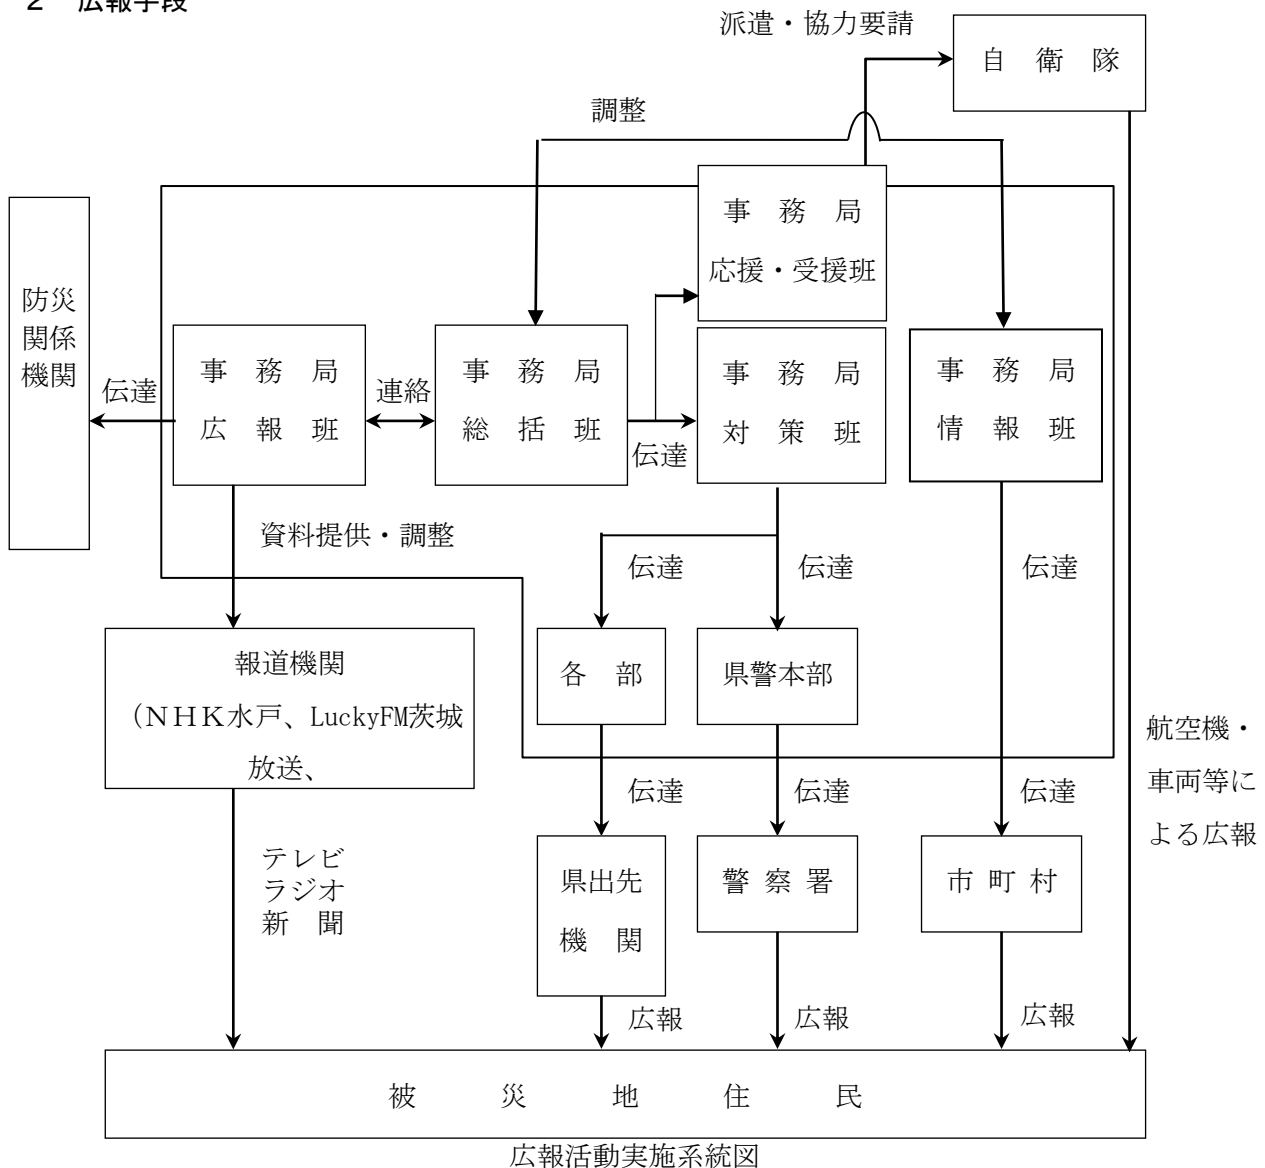 2 広報手段
派遣・協力要請
自 衛 隊
調整
事 務 局
応援・受援班
防災
関係
機関
伝達
事 務 局
広 報 班
連絡
事 務 局
総 括 班
伝達
事 務 局
対 策 班
事 務 局
情 報 班
資料提供・調整
伝達
伝達
伝達
報道機関
(NHK水戸、LuckyFM茨城
放送、
各 部
県警本部
航空機・
車両等に
よる広報
伝達
伝達
伝達
テレビ
ラジオ
新 聞
県出先
機 関
警 察 署
市 町 村
広報
広報
広報
被 災 地 住 民
広報活動実施系統図